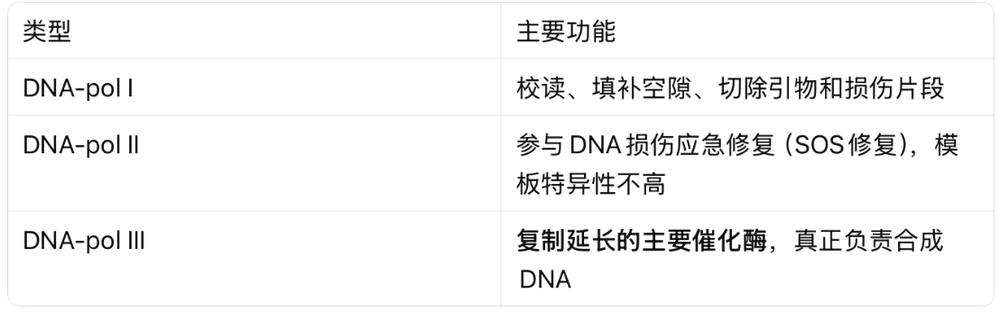 类型
主要功能
DNA-pol I
校读、填补空隙、切除引物和损伤片段
DNA-pol II
参与 DNA 损伤应急修复（SOS 修复），模
板特异性不高
DNA-pol III
复制延长的主要催化酶，真正负责合成
DNA